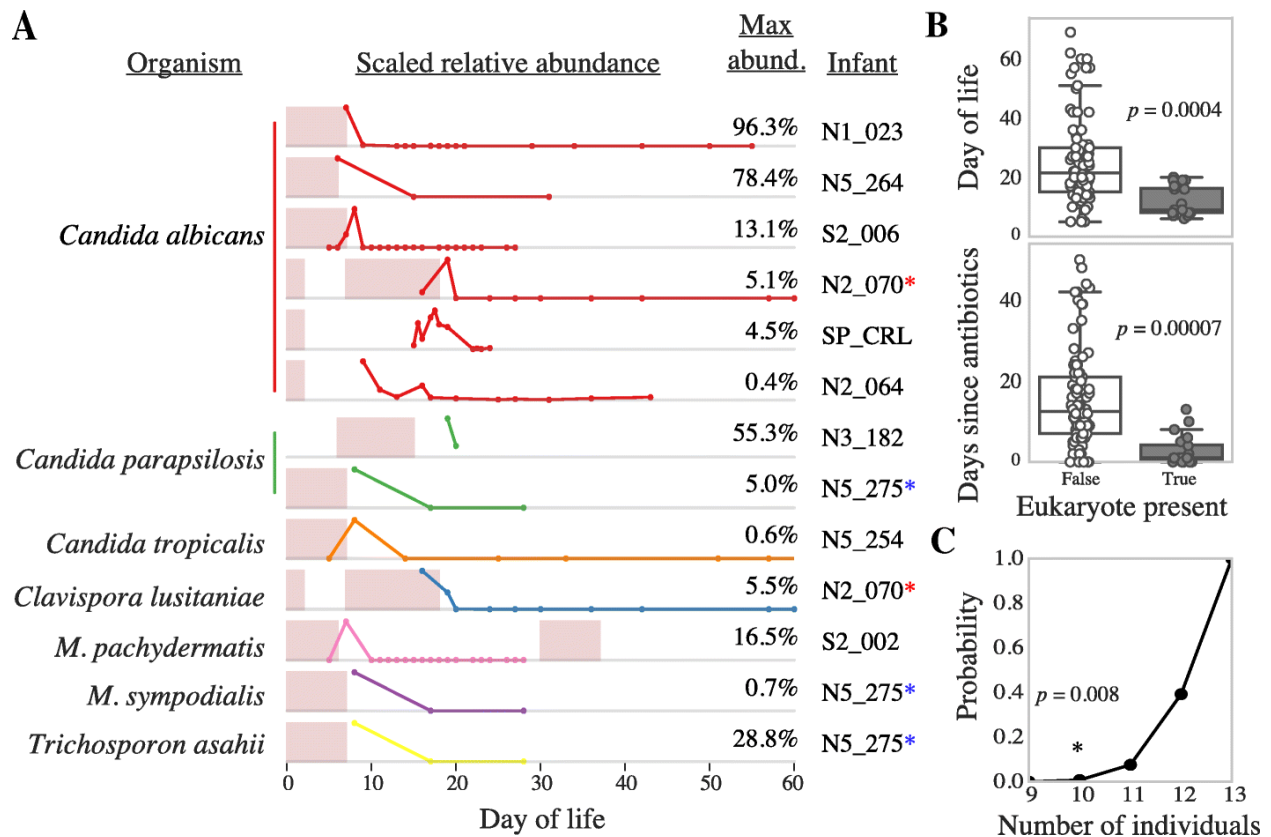 A
Organism
Scaled relative abundance
Max
abund.
Infant
Candida albicans
96.3% N1_023
78.4% N5_264
13.1% S2_006
5.1% N2_070*
4.5% SP_CRL
0.4% N2_064
Candida parapsilosis
55.3% N3_182
5.0% N5_275*
Candida tropicalis 0.6% N5_254
Clavispora lusitaniae 5.5% N2_070*
M. pachydermatis 16.5% S2_002
M. sympodialis 0.7% N5_275*
Trichosporon asahii 28.8% N5_275*
0 10 20 30 40 50 60
Day of life
B
Day of life
60
40
20
0
p = 0.0004
Days since antibiotics
40
20
0
p = 0.00007
False True
Eukaryote present
C
Probability
1.0
0.8
0.6
0.4
0.2
0.0
p = 0.008
*
9 10 11 12 13
Number of individuals